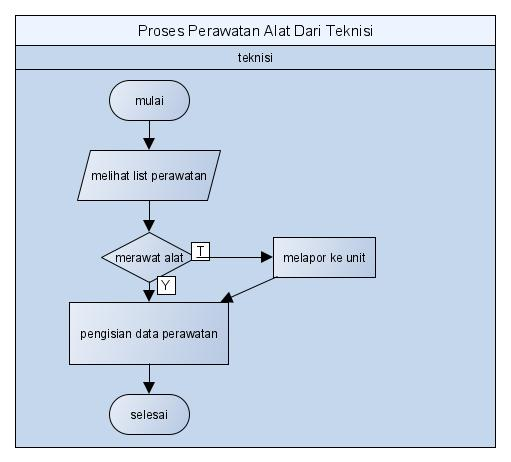 Proses Perawatan Alat Dari Teknisi
teknisi
mulai
melihat list perawatan
merawat alat
T
melapor ke unit
Y
pengisian data perawatan
selesai